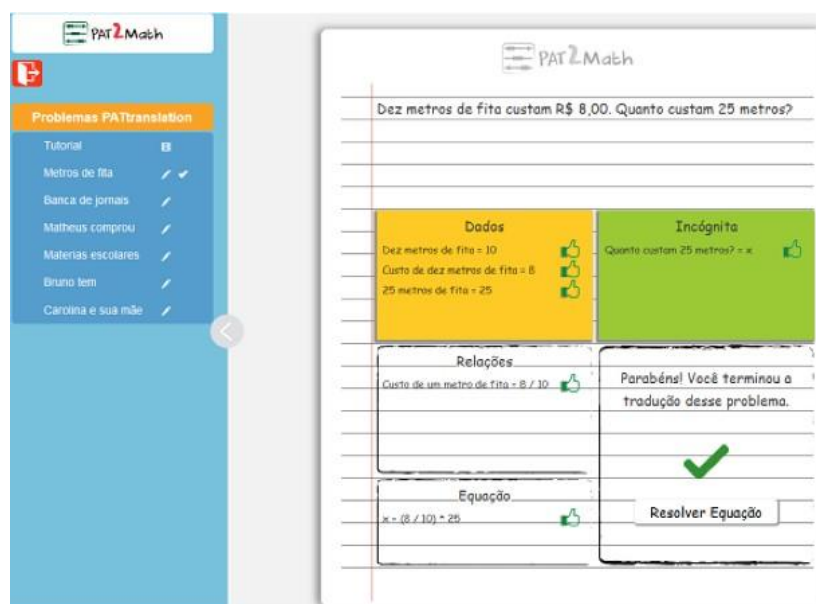 PAT2Math
Problemas PATtranslation
Tutorial
Metros de fita
Banca de jornais
Matheus comprou
Materias escolares
Bruno tem
Carolina e sua mãe
PAT2Math
Dez metros de fita custam R$ 8,00. Quanto custam 25 metros?
Dados
Dez metros de fita = 10
Custo de dez metros de fita = 8
25 metros de fita = 25
Incógnita
Quanto custam 25 metros? = x
Relações
Custo de um metro de fita = 8 / 10
Equação
x = (8 / 10) * 25
Parabéns! Você terminou a
tradução desse problema.
Resolver Equação